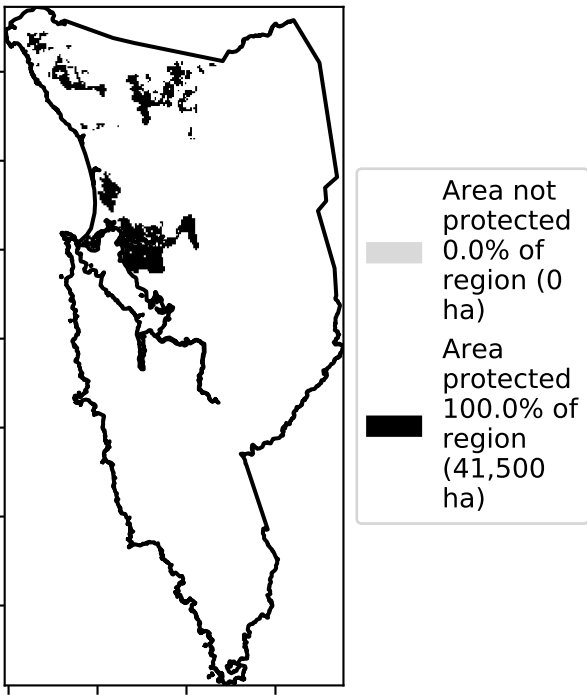 Area not
protected
0.0% of
region (0
ha)
Area
protected
100.0% of
region
(41,500
ha)